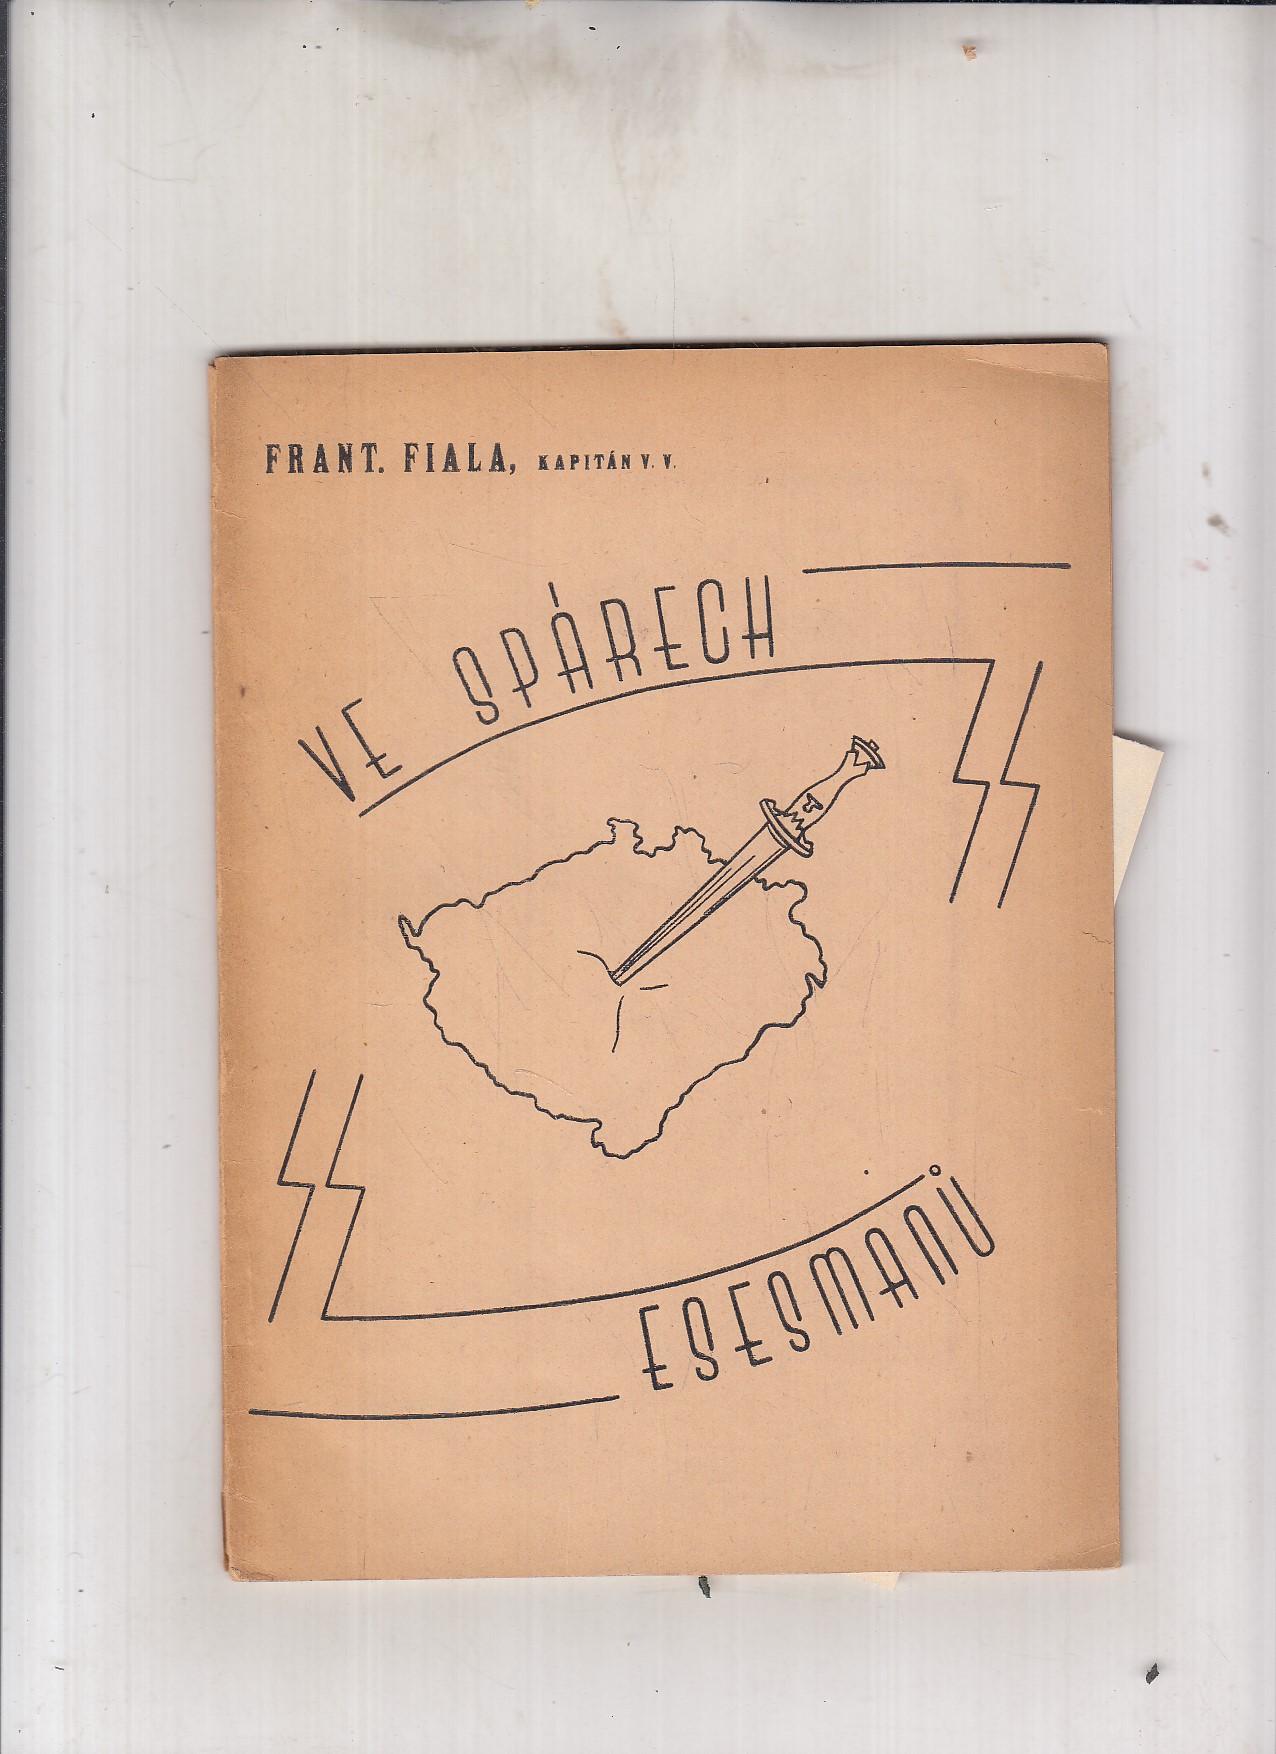 FRANT. FIALA, KAPITÁN V. V.
VE SPÁRECH
ESESMANŮ